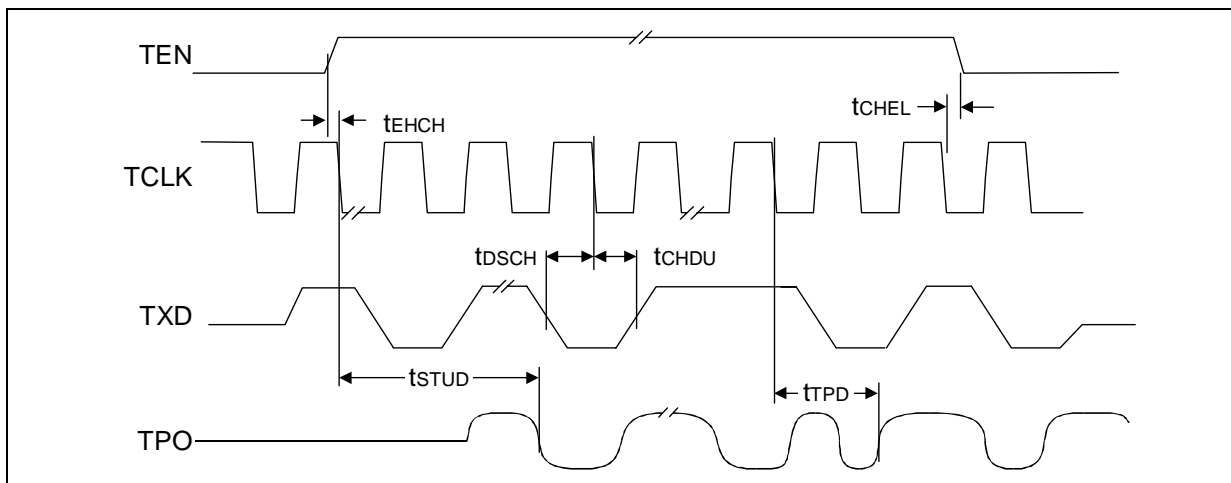 TEN
tCHEL
tEHCH
TCLK
tDSCH
tCHDU
TXD
tSTUD
tTPD
TPO